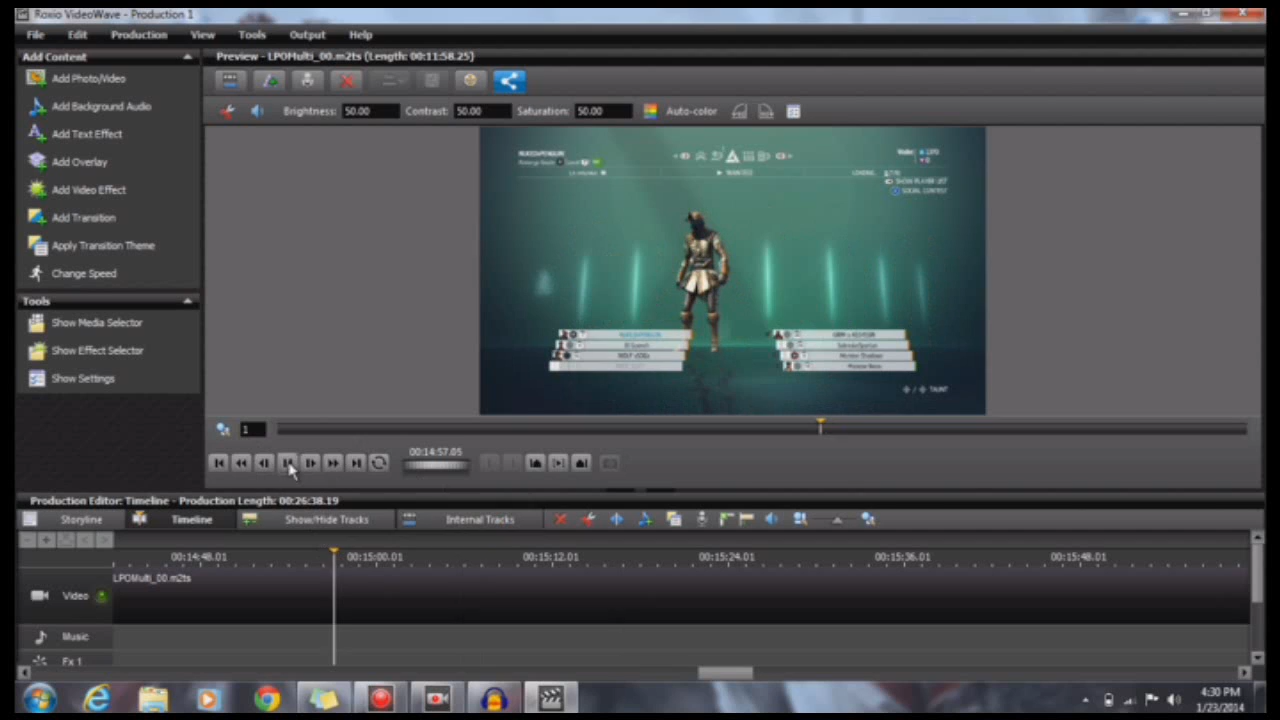 Roxio VideoWave - Production 1
File Edit Production View Tools Output Help
Add Content
Preview - LPOMulti_00.m2ts (Length: 00:11:58.25)
Add Photo/Video
Add Background Audio
Add Text Effect
Add Overlay
Add Video Effect
Add Transition
Apply Transition Theme
Change Speed
Brightness: 50.00 Contrast: 50.00 Saturation: 50.00 Auto-color
SHOW PLAYER LIST
SOCIAL CONTEST
TAUNT
Tools
Show Media Selector
Show Effect Selector
Show Settings
1
00:14:57.05
Production Editor: Timeline - Production Length: 00:26:38.19
Storyline Timeline Show/Hide Tracks Internal Tracks
00:14:48.01 00:15:00.01 00:15:12.01 00:15:24.01 00:15:36.01 00:15:48.01
LPOMulti_00.m2ts
Video
Music
Fx 1
4:30 PM
1/23/2014